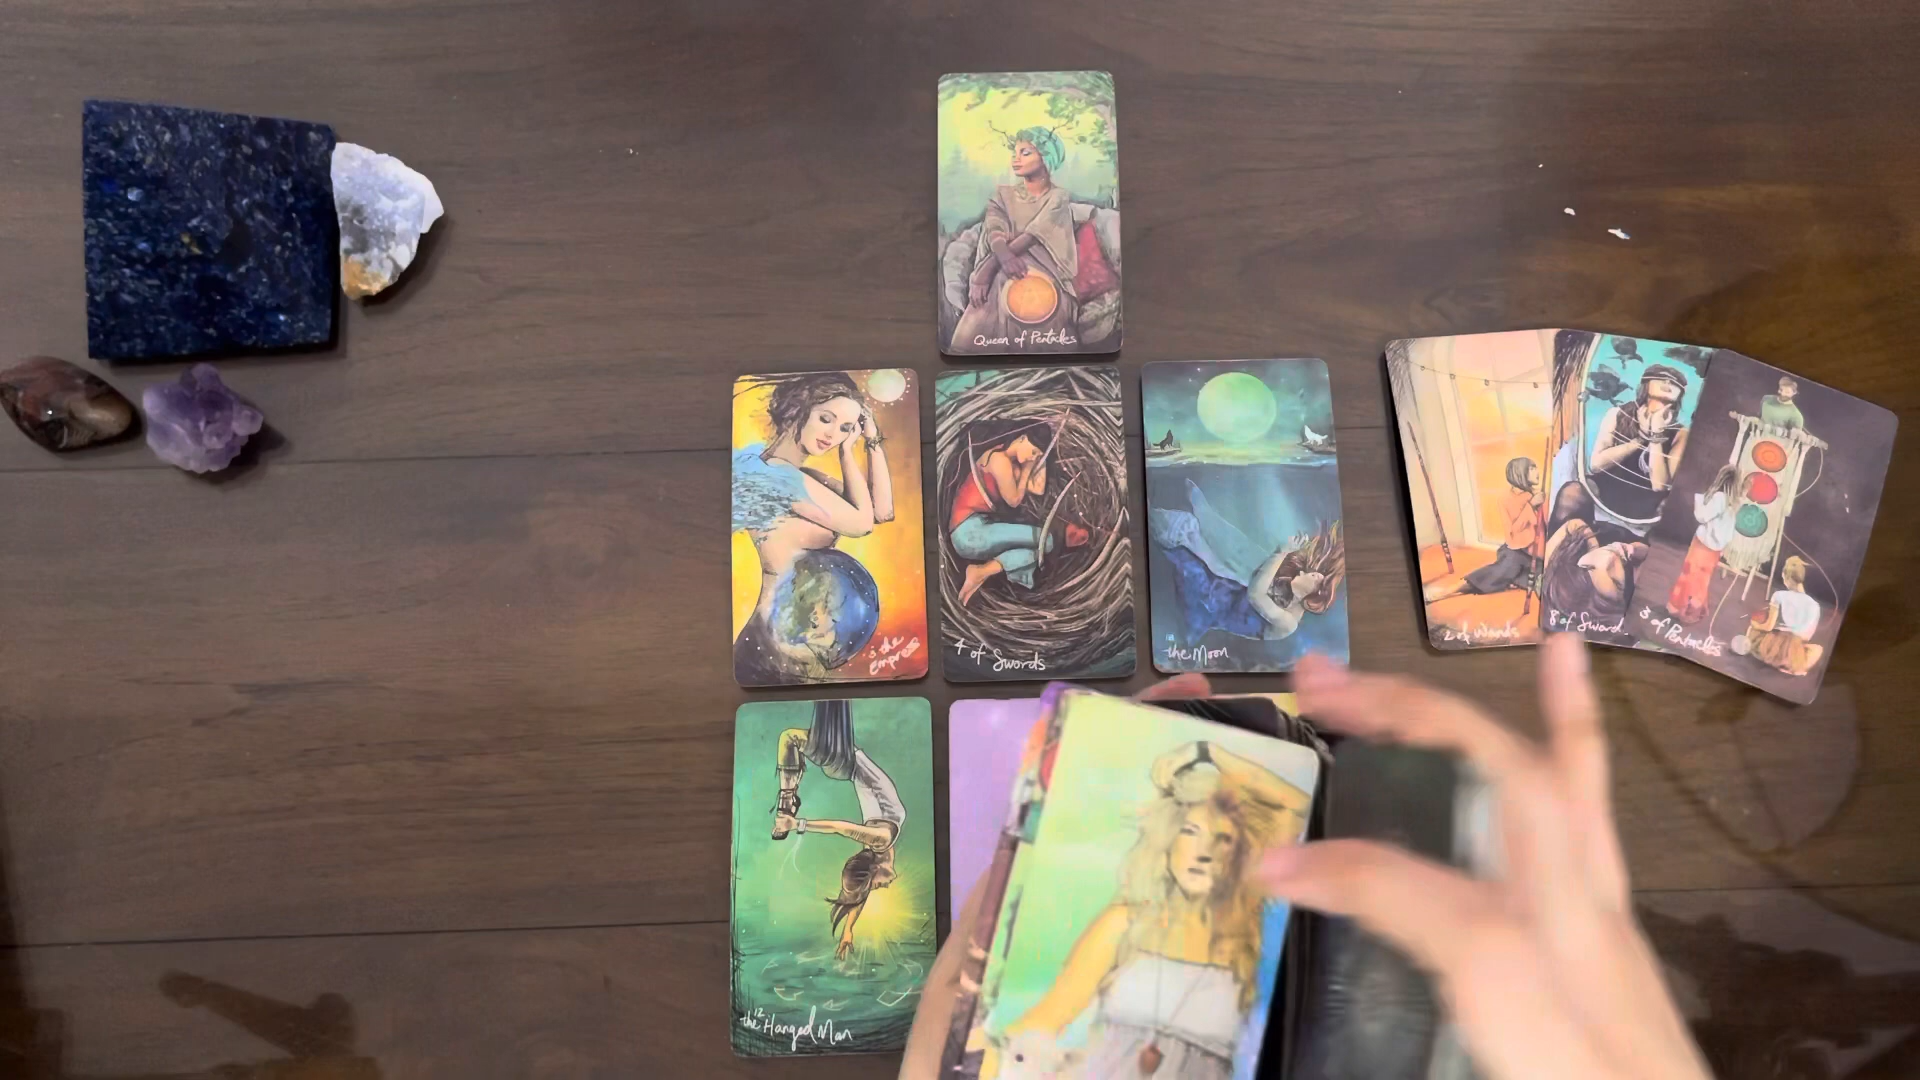 Queen of Pentacles
3 the
Empress
4 of Swords
the Moon
2 of Wands
8 of Sword
3 of Pentacles
12
the Hanged Man